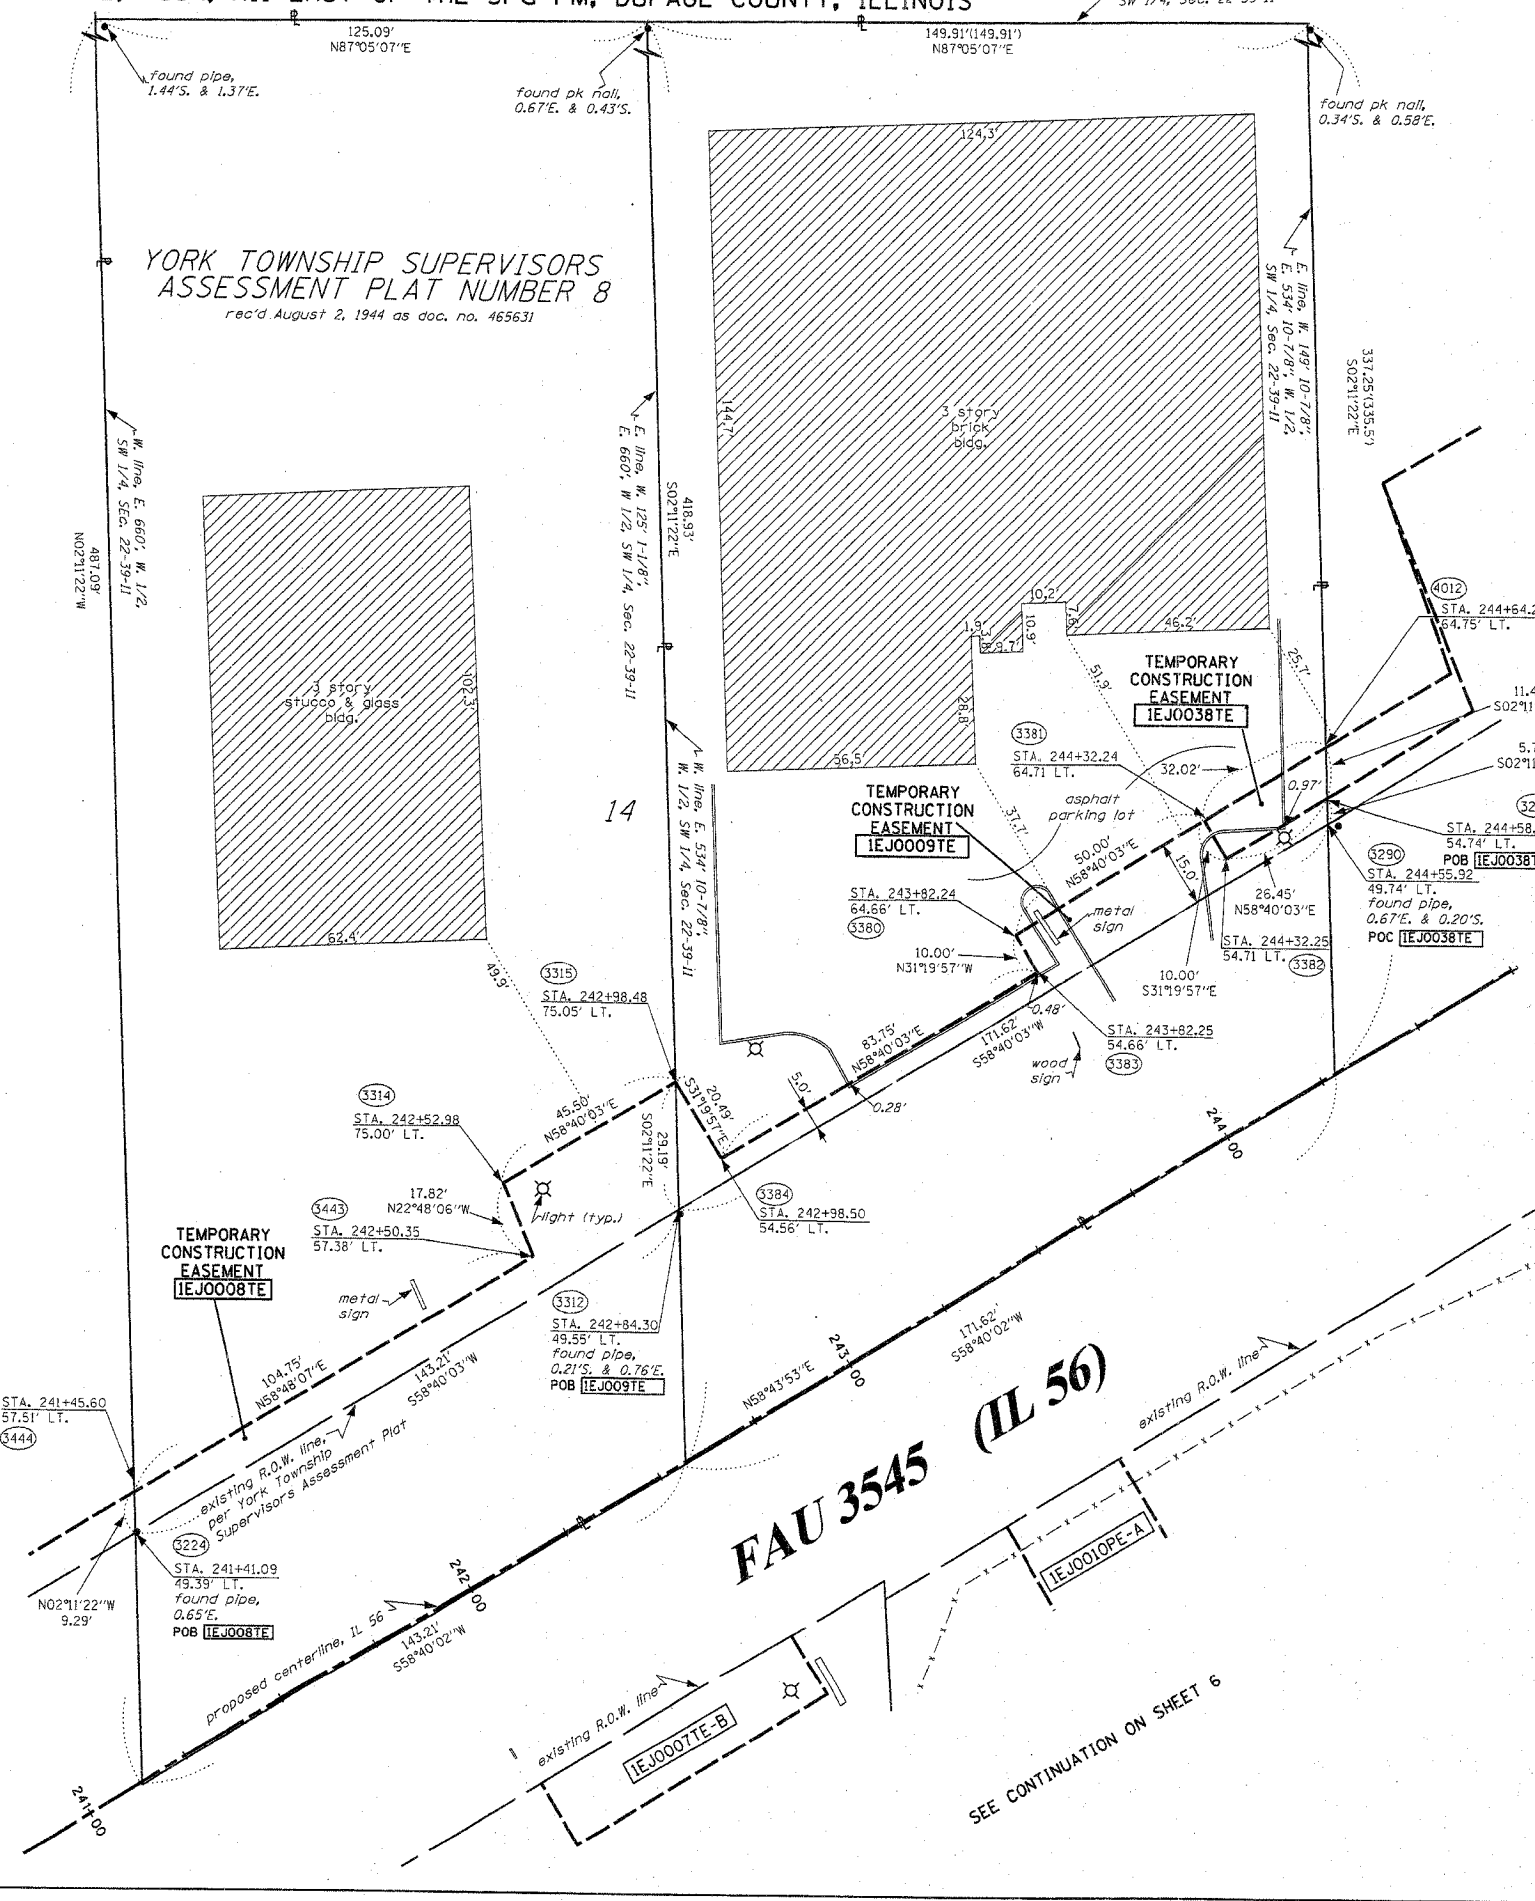 125.09'
N87°05'07"E
149.91'(149.91')
N87°05'07"E
found pipe,
1.44'S. & 1.37'E.
found pk nail,
0.67'E. & 0.43'S.
found pk nail,
0.34'S. & 0.58'E.
124.3'
YORK TOWNSHIP SUPERVISORS
ASSESSMENT PLAT NUMBER 8
rec'd August 2, 1944 as doc. no. 465631
E. line, W. 149' 10-7/8",
E. 534' 10-7/8", W. 1/2,
SW 1/4, Sec. 22-39-11
337.25'(335.5')
S02°11'22"E
144.7'
3 story
brick
bldg.
W. line, E. 660', W. 1/2,
SW 1/4, SEC. 22-39-11
487.09'
N02°11'22"W
E. line, W. 125' 1-1/8",
E. 660', W 1/2, SW 1/4, Sec. 22-39-11
418.93'
S02°11'22"E
3 story
stucco & glass
bldg.
102.3'
62.4'
49.9'
10.2'
7.6'
10.9'
1.9'
3.8'
9.7'
46.2'
28.8'
56.5'
51.9'
25.7'
37.7'
4012
STA. 244+64.2
64.75' LT.
11.4
S02°11
5.7
S02°11
TEMPORARY
CONSTRUCTION
EASEMENT
1EJ0038TE
3381
STA. 244+32.24
64.71 LT.
32.02'
0.97'
asphalt
parking lot
14
W. line, E. 534' 10-7/8",
W. 1/2, SW 1/4, Sec. 22-39-11
TEMPORARY
CONSTRUCTION
EASEMENT
1EJ0009TE
50.00'
N58°40'03"E
15.0'
32
STA. 244+58.
54.74' LT.
POB 1EJ0038T
3290
STA. 244+55.92
49.74' LT.
found pipe,
0.67'E. & 0.20'S.
POC 1EJ0038TE
26.45'
N58°40'03"E
STA. 243+82.24
64.66' LT.
3380
metal
sign
10.00'
N31°19'57"W
STA. 244+32.25
54.71' LT.
3382
10.00'
S31°19'57"E
3315
STA. 242+98.48
75.05' LT.
0.48'
83.75'
N58°40'03"E
171.62'
S58°40'03"W
STA. 243+82.25
54.66' LT.
3383
wood
sign
5.0'
0.28'
3314
STA. 242+52.98
75.00' LT.
45.50'
N58°40'03"E
20.49'
S31°19'57"E
29.19'
S02°11'22"E
244+00
17.82'
N22°48'06"W
light (typ.)
3384
STA. 242+98.50
54.56' LT.
3443
STA. 242+50.35
57.38' LT.
TEMPORARY
CONSTRUCTION
EASEMENT
1EJ0008TE
metal
sign
3312
STA. 242+84.30
49.55' LT.
found pipe,
0.21'S. & 0.76'E.
POB 1EJ009TE
104.75'
N58°48'07"E
143.21'
S58°40'03"W
N58°43'53"E
243+00
171.62'
S58°40'02"W
STA. 241+45.60
57.51' LT.
3444
existing R.O.W. line,
per York Township
Supervisors Assessment Plat
FAU 3545 (IL 56)
existing R.O.W. line
3224
STA. 241+41.09
49.39' LT.
found pipe,
0.65'E.
POB 1EJ008TE
N02°11'22"W
9.29'
242+00
proposed centerline, IL 56
143.21'
S58°40'02"W
1EJ0010PE-A
existing R.O.W. line
1EJ0007TE-B
241+00
SEE CONTINUATION ON SHEET 6